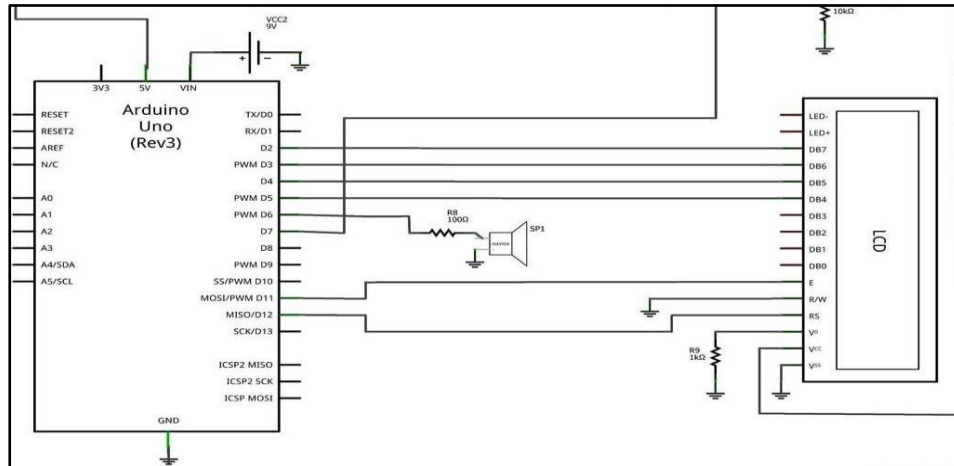 VCC2
9V
10kΩ
3V3
5V
VIN
Arduino
Uno
(Rev3)
RESET
RESET2
AREF
N/C
A0
A1
A2
A3
A4/SDA
A5/SCL
TX/D0
RX/D1
D2
PWM D3
D4
PWM D5
PWM D6
D7
D8
PWM D9
SS/PWM D10
MOSI/PWM D11
MISO/D12
SCK/D13
ICSP2 MISO
ICSP2 SCK
ICSP MOSI
GND
R8
100Ω
SP1
R9
1kΩ
LED-
LED+
DB7
DB6
DB5
DB4
DB3
DB2
DB1
DB0
E
R/W
RS
V0
VCC
VSS
LCD